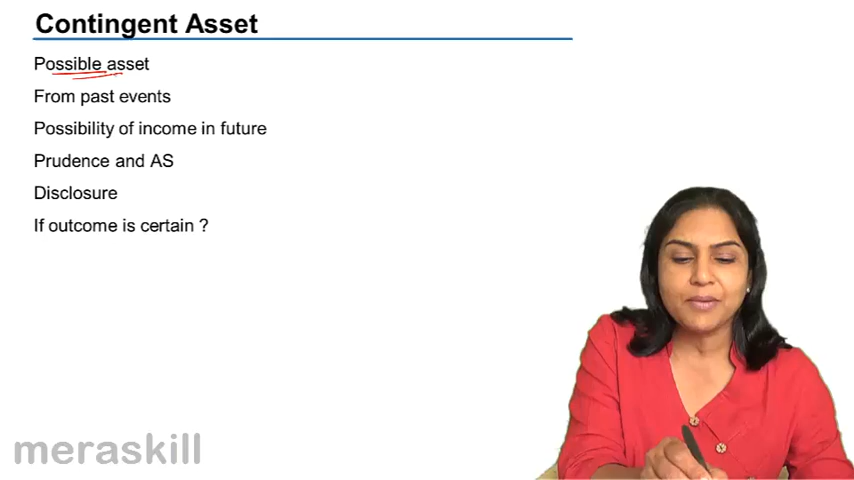 Contingent Asset
Possible asset
From past events
Possibility of income in future
Prudence and AS
Disclosure
If outcome is certain ?
meraskill